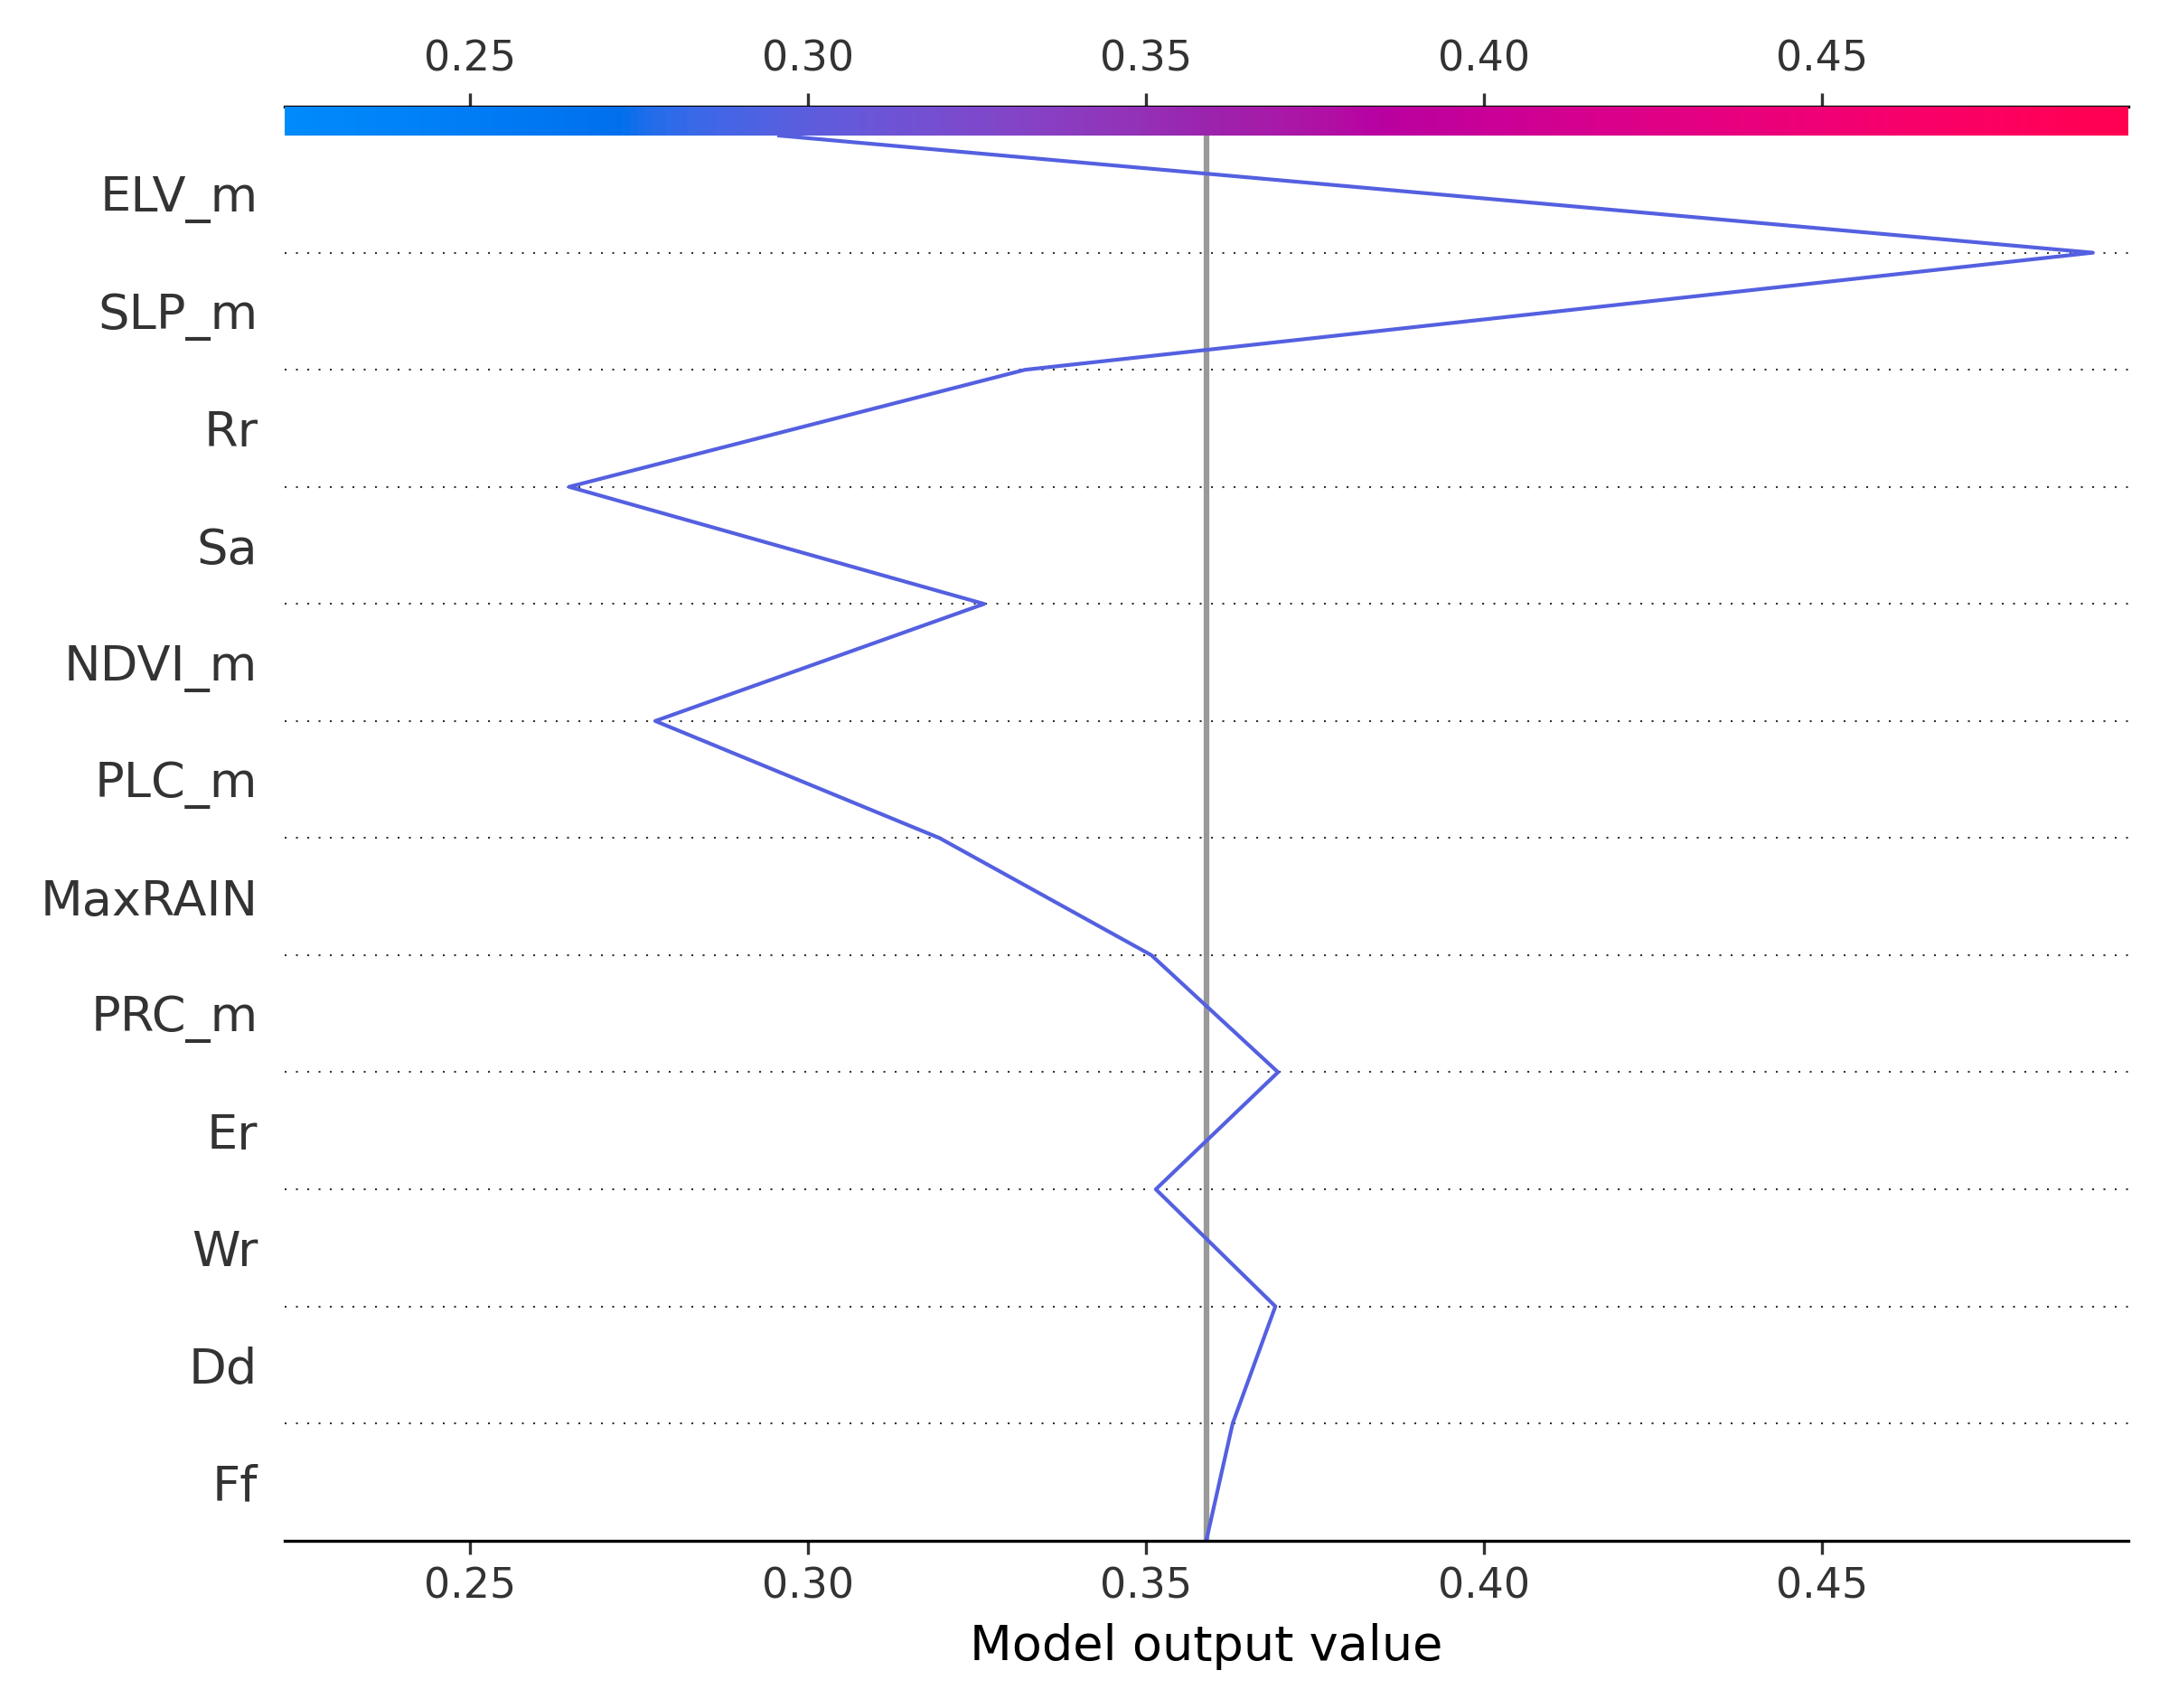 0.25 0.30 0.35 0.40 0.45
ELV_m
SLP_m
Rr
Sa
NDVI_m
PLC_m
MaxRAIN
PRC_m
Er
Wr
Dd
Ff
0.25 0.30 0.35 0.40 0.45
Model output value